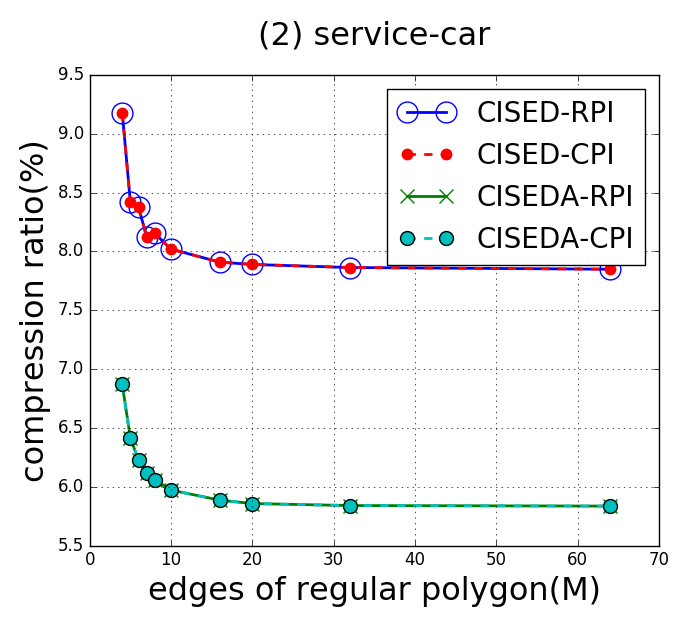 (2) service-car
compression ratio(%)
9.5
9.0
8.5
8.0
7.5
7.0
6.5
6.0
5.5
CISED-RPI
CISED-CPI
CISEDA-RPI
CISEDA-CPI
0 10 20 30 40 50 60 70
edges of regular polygon(M)